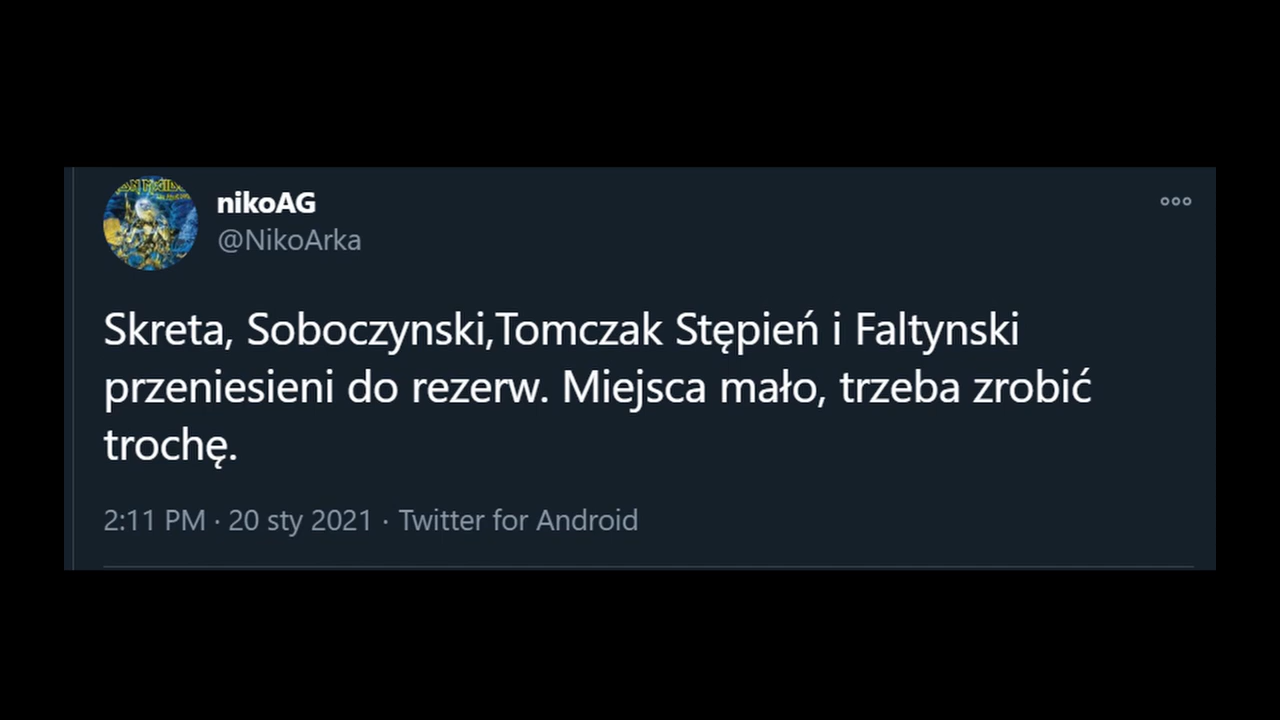 nikoAG
@NikoArka
Skreta, Soboczynski,Tomczak Stępień i Faltynski
przeniesieni do rezerw. Miejsca mało, trzeba zrobić
trochę.
2:11 PM · 20 sty 2021 · Twitter for Android